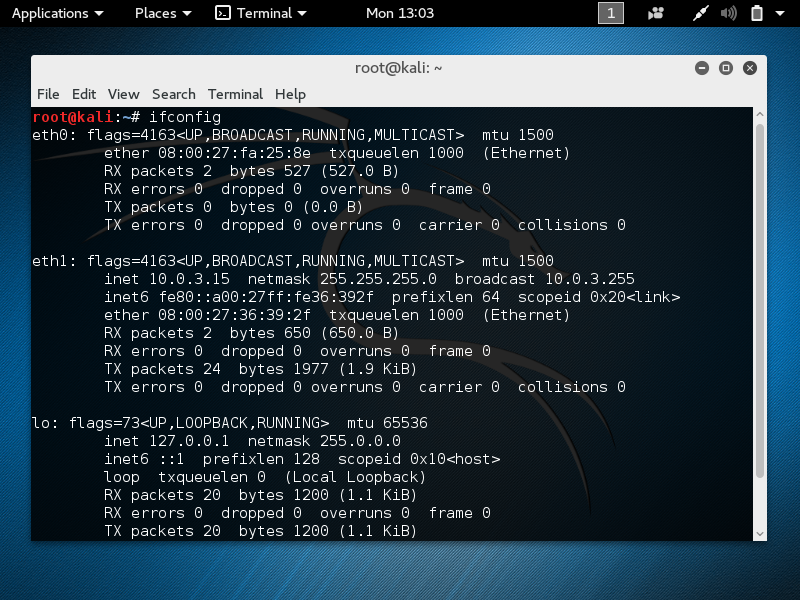 Applications Places Terminal Mon 13:03 1
root@kali: ~
File Edit View Search Terminal Help
root@kali:~# ifconfig
eth0: flags=4163<UP,BROADCAST,RUNNING,MULTICAST>  mtu 1500
        ether 08:00:27:fa:25:8e  txqueuelen 1000  (Ethernet)
        RX packets 2  bytes 527 (527.0 B)
        RX errors 0  dropped 0  overruns 0  frame 0
        TX packets 0  bytes 0 (0.0 B)
        TX errors 0  dropped 0 overruns 0  carrier 0  collisions 0

eth1: flags=4163<UP,BROADCAST,RUNNING,MULTICAST>  mtu 1500
        inet 10.0.3.15  netmask 255.255.255.0  broadcast 10.0.3.255
        inet6 fe80::a00:27ff:fe36:392f  prefixlen 64  scopeid 0x20<link>
        ether 08:00:27:36:39:2f  txqueuelen 1000  (Ethernet)
        RX packets 2  bytes 650 (650.0 B)
        RX errors 0  dropped 0  overruns 0  frame 0
        TX packets 24  bytes 1977 (1.9 KiB)
        TX errors 0  dropped 0 overruns 0  carrier 0  collisions 0

lo: flags=73<UP,LOOPBACK,RUNNING>  mtu 65536
        inet 127.0.0.1  netmask 255.0.0.0
        inet6 ::1  prefixlen 128  scopeid 0x10<host>
        loop  txqueuelen 0  (Local Loopback)
        RX packets 20  bytes 1200 (1.1 KiB)
        RX errors 0  dropped 0  overruns 0  frame 0
        TX packets 20  bytes 1200 (1.1 KiB)